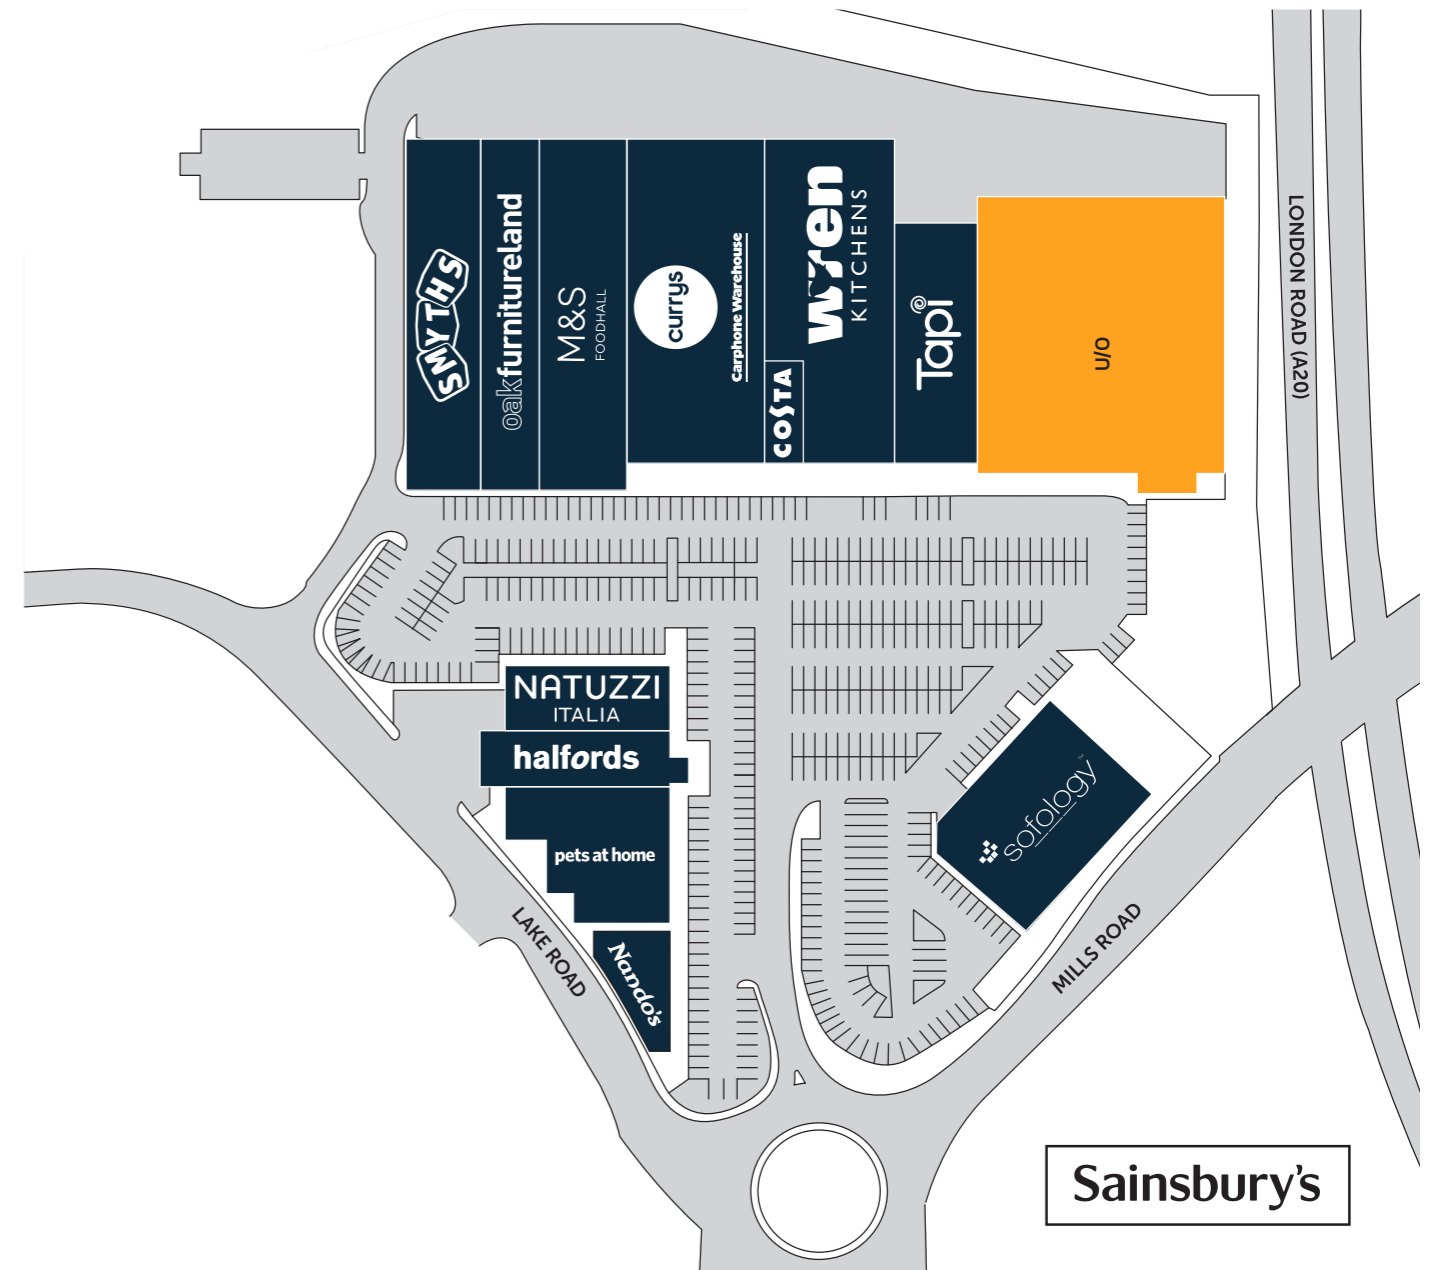 SMYTHS
oakfurnitureland
M&S
FOODHALL
currys
Carphone Warehouse
COSTA
wren
KITCHENS
Tapi
u/o
LONDON ROAD (A20)
NATUZZI
ITALIA
halfords
pets at home
Nando's
sofology™
LAKE ROAD
MILLS ROAD
Sainsbury's